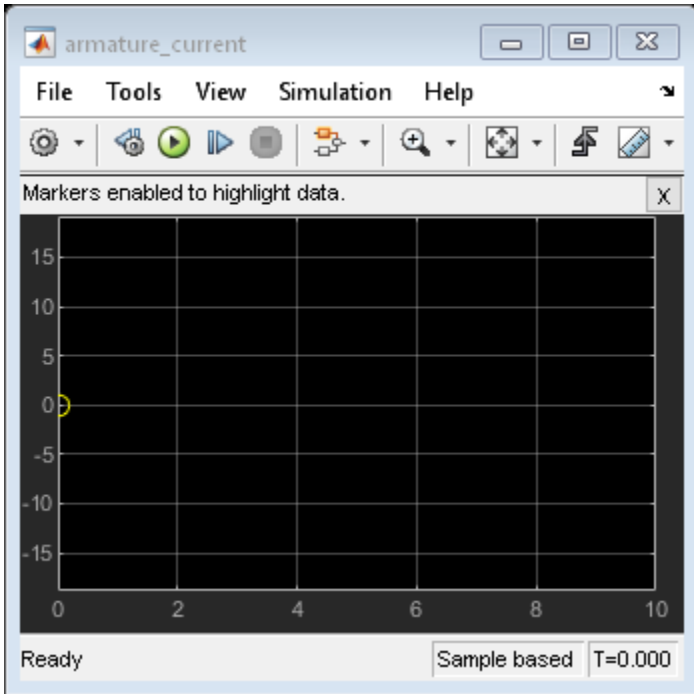 armature_current
File Tools View Simulation Help
Markers enabled to highlight data. X
15
10
5
0
-5
-10
-15
0 2 4 6 8 10
Ready Sample based T=0.000